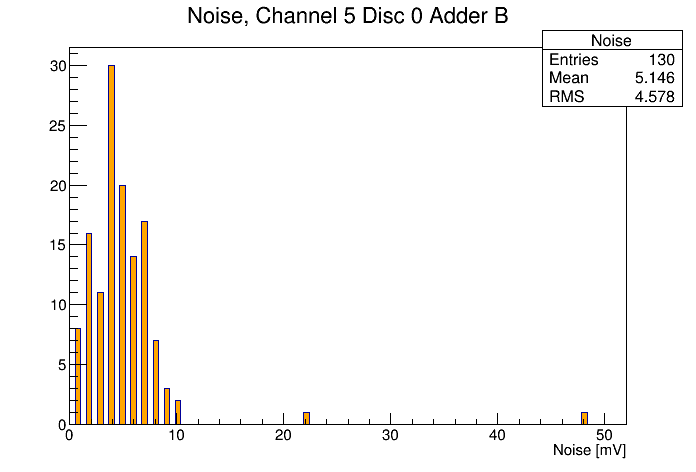 Noise, Channel 5 Disc 0 Adder B
Noise
Entries 130
Mean 5.146
RMS 4.578
30
25
20
15
10
5
0
0 10 20 30 40 50
Noise [mV]